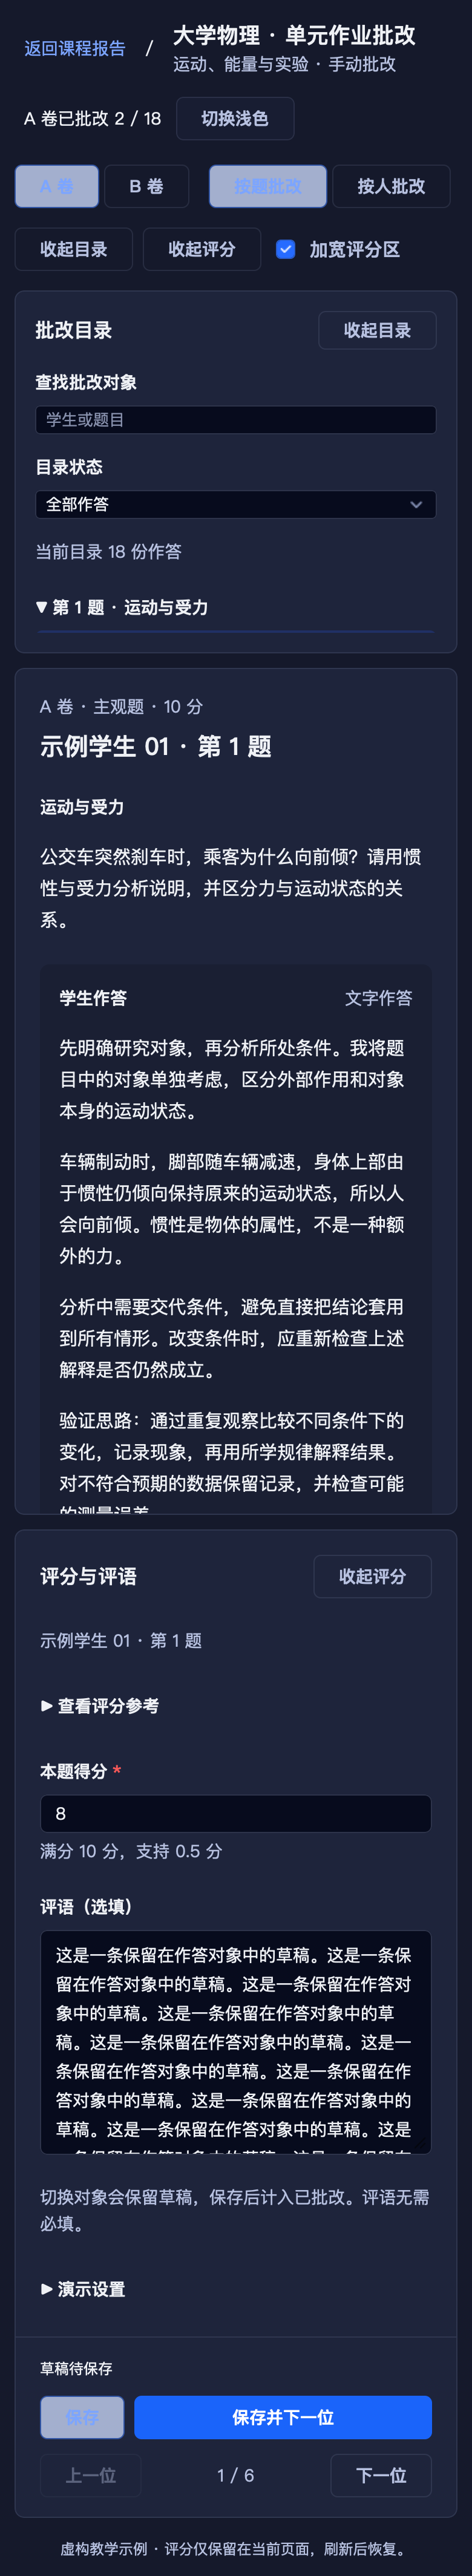 返回课程报告 / 大学物理 · 单元作业批改
运动、能量与实验 · 手动批改
A 卷已批改 2 / 18 切换浅色
A 卷 B 卷 按题批改 按人批改
收起目录 收起评分 加宽评分区
批改目录 收起目录
查找批改对象
学生或题目
目录状态
全部作答
当前目录 18 份作答
▼ 第 1 题 · 运动与受力
A 卷 · 主观题 · 10 分
示例学生 01 · 第 1 题
运动与受力
公交车突然刹车时，乘客为什么向前倾？请用惯
性与受力分析说明，并区分力与运动状态的关
系。
学生作答 文字作答
先明确研究对象，再分析所处条件。我将题
目中的对象单独考虑，区分外部作用和对象
本身的运动状态。
车辆制动时，脚部随车辆减速，身体上部由
于惯性仍倾向保持原来的运动状态，所以人
会向前倾。惯性是物体的属性，不是一种额
外的力。
分析中需要交代条件，避免直接把结论套用
到所有情形。改变条件时，应重新检查上述
解释是否仍然成立。
验证思路：通过重复观察比较不同条件下的
变化，记录现象，再用所学规律解释结果。
对不符合预期的数据保留记录，并检查可能
的测量误差
评分与评语 收起评分
示例学生 01 · 第 1 题
▶ 查看评分参考
本题得分 *
8
满分 10 分，支持 0.5 分
评语（选填）
这是一条保留在作答对象中的草稿。这是一条保
留在作答对象中的草稿。这是一条保留在作答对
象中的草稿。这是一条保留在作答对象中的草
稿。这是一条保留在作答对象中的草稿。这是一
条保留在作答对象中的草稿。这是一条保留在作
答对象中的草稿。这是一条保留在作答对象中的
草稿。这是一条保留在作答对象中的草稿。这是
一条保留在作答对象中的草稿。这是一条保留在
切换对象会保留草稿，保存后计入已批改。评语无需
必填。
▶ 演示设置
草稿待保存
保存 保存并下一位
上一位 1 / 6 下一位
虚构教学示例 · 评分仅保留在当前页面，刷新后恢复。